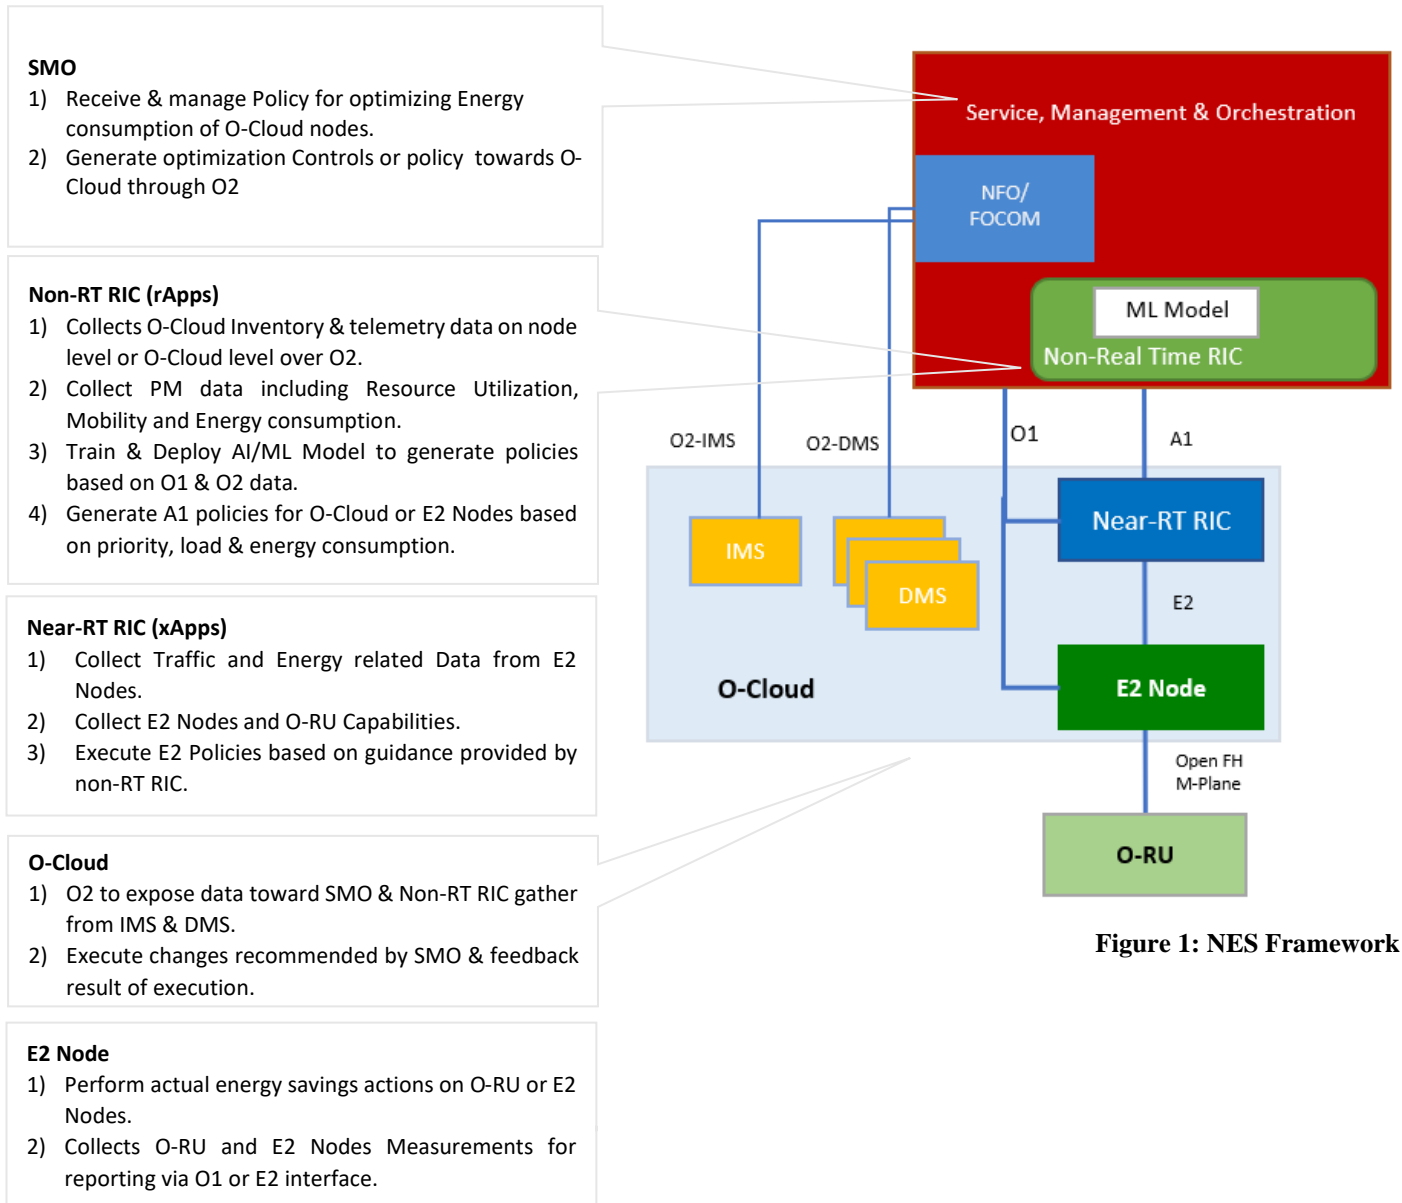 SMO
1) Receive & manage Policy for optimizing Energy
consumption of O-Cloud nodes.
2) Generate optimization Controls or policy towards O-
Cloud through O2
Non-RT RIC (rApps)
1) Collects O-Cloud Inventory & telemetry data on node
level or O-Cloud level over O2.
2) Collect PM data including Resource Utilization,
Mobility and Energy consumption.
3) Train & Deploy AI/ML Model to generate policies
based on O1 & O2 data.
4) Generate A1 policies for O-Cloud or E2 Nodes based
on priority, load & energy consumption.
Near-RT RIC (xApps)
1) Collect Traffic and Energy related Data from E2
Nodes.
2) Collect E2 Nodes and O-RU Capabilities.
3) Execute E2 Policies based on guidance provided by
non-RT RIC.
O-Cloud
1) O2 to expose data toward SMO & Non-RT RIC gather
from IMS & DMS.
2) Execute changes recommended by SMO & feedback
result of execution.
E2 Node
1) Perform actual energy savings actions on O-RU or E2
Nodes.
2) Collects O-RU and E2 Nodes Measurements for
reporting via O1 or E2 interface.
Service, Management & Orchestration
NFO/
FOCOM
ML Model
Non-Real Time RIC
O2-IMS
O2-DMS
O1
A1
IMS
DMS
Near-RT RIC
E2
O-Cloud
E2 Node
Open FH
M-Plane
O-RU
Figure 1: NES Framework